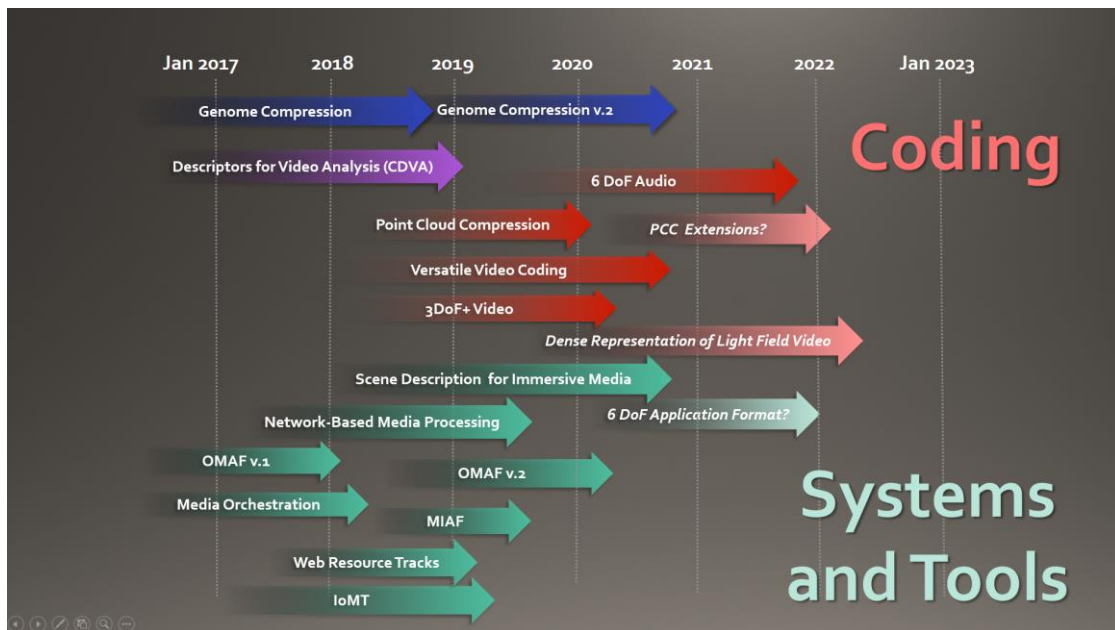 Jan 2017 2018 2019 2020 2021 2022 Jan 2023
Genome Compression
Genome Compression v.2
Coding
Descriptors for Video Analysis (CDVA)
6 DoF Audio
Point Cloud Compression
PCC Extensions?
Versatile Video Coding
3DoF+ Video
Dense Representation of Light Field Video
Scene Description for Immersive Media
Network-Based Media Processing
6 DoF Application Format?
OMAF v.1
OMAF v.2
Media Orchestration
MIAF
Web Resource Tracks
IoMT
Systems
and Tools